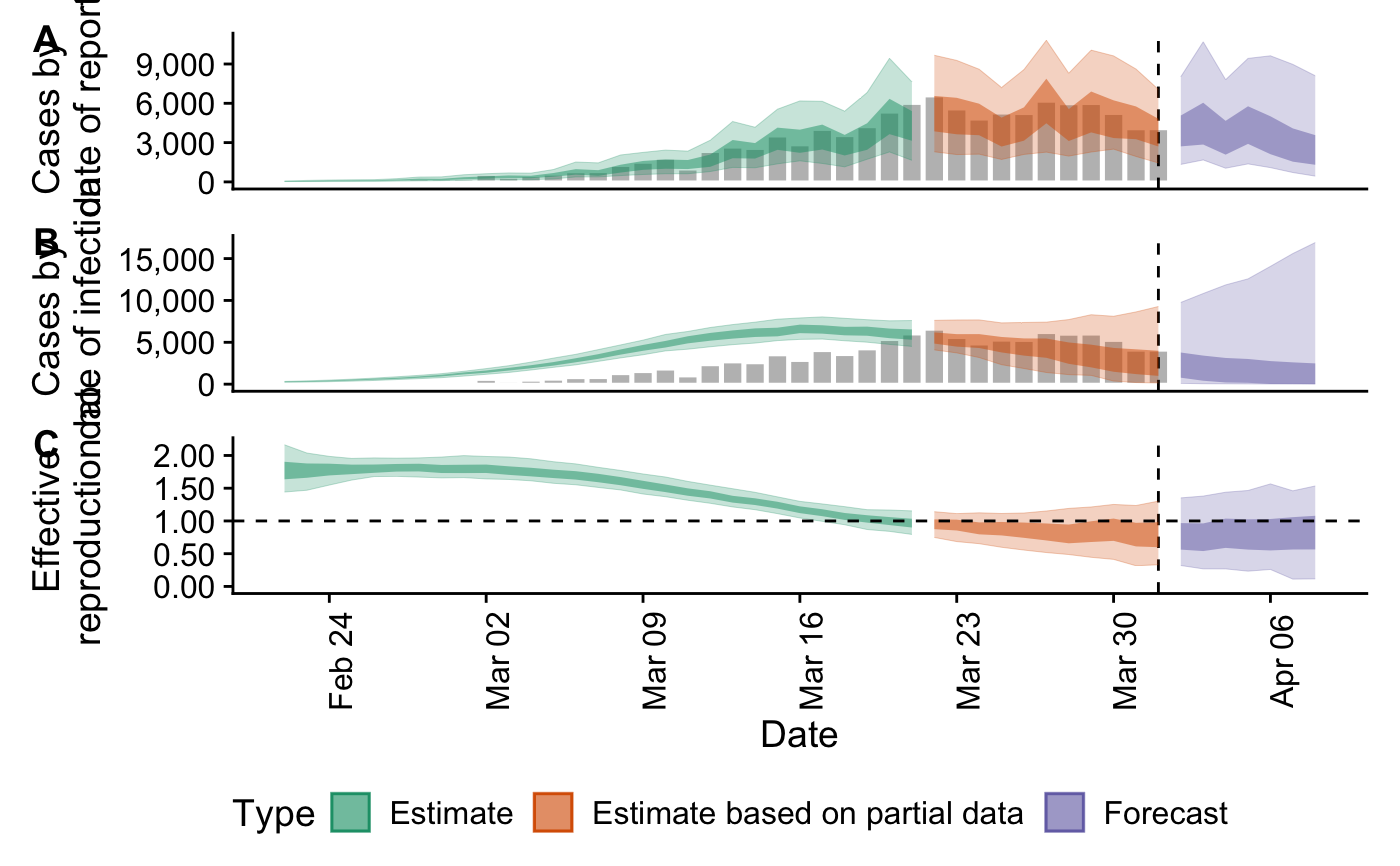 A
Cases by
date of report
9,000
6,000
3,000
0
B
Cases by
date of infection
15,000
10,000
5,000
0
C
Effective
reproduction no.
2.00
1.50
1.00
0.50
0.00
Feb 24
Mar 02
Mar 09
Mar 16
Mar 23
Mar 30
Apr 06
Date
Type
Estimate
Estimate based on partial data
Forecast